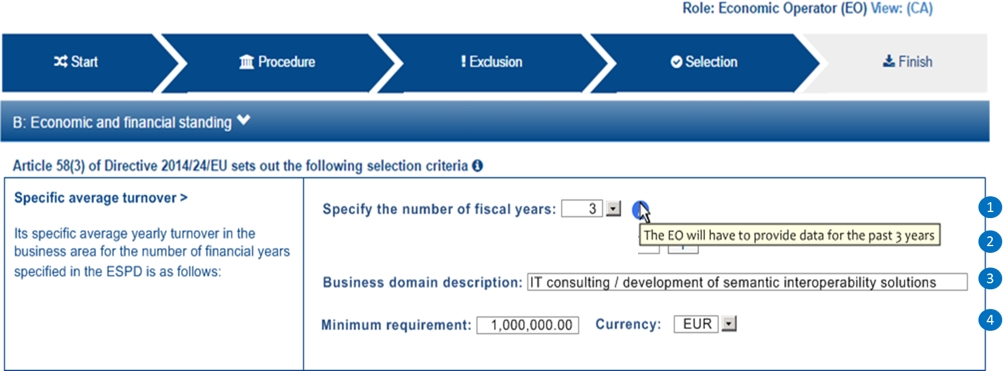 Role: Economic Operator (EO) View: (CA)
Start
Procedure
Exclusion
Selection
Finish
B: Economic and financial standing
Article 58(3) of Directive 2014/24/EU sets out the following selection criteria
Specific average turnover >
Its specific average yearly turnover in the
business area for the number of financial years
specified in the ESPD is as follows:
Specify the number of fiscal years: 3
1
The EO will have to provide data for the past 3 years
2
Business domain description: IT consulting / development of semantic interoperability solutions
3
Minimum requirement: 1,000,000.00 Currency: EUR
4